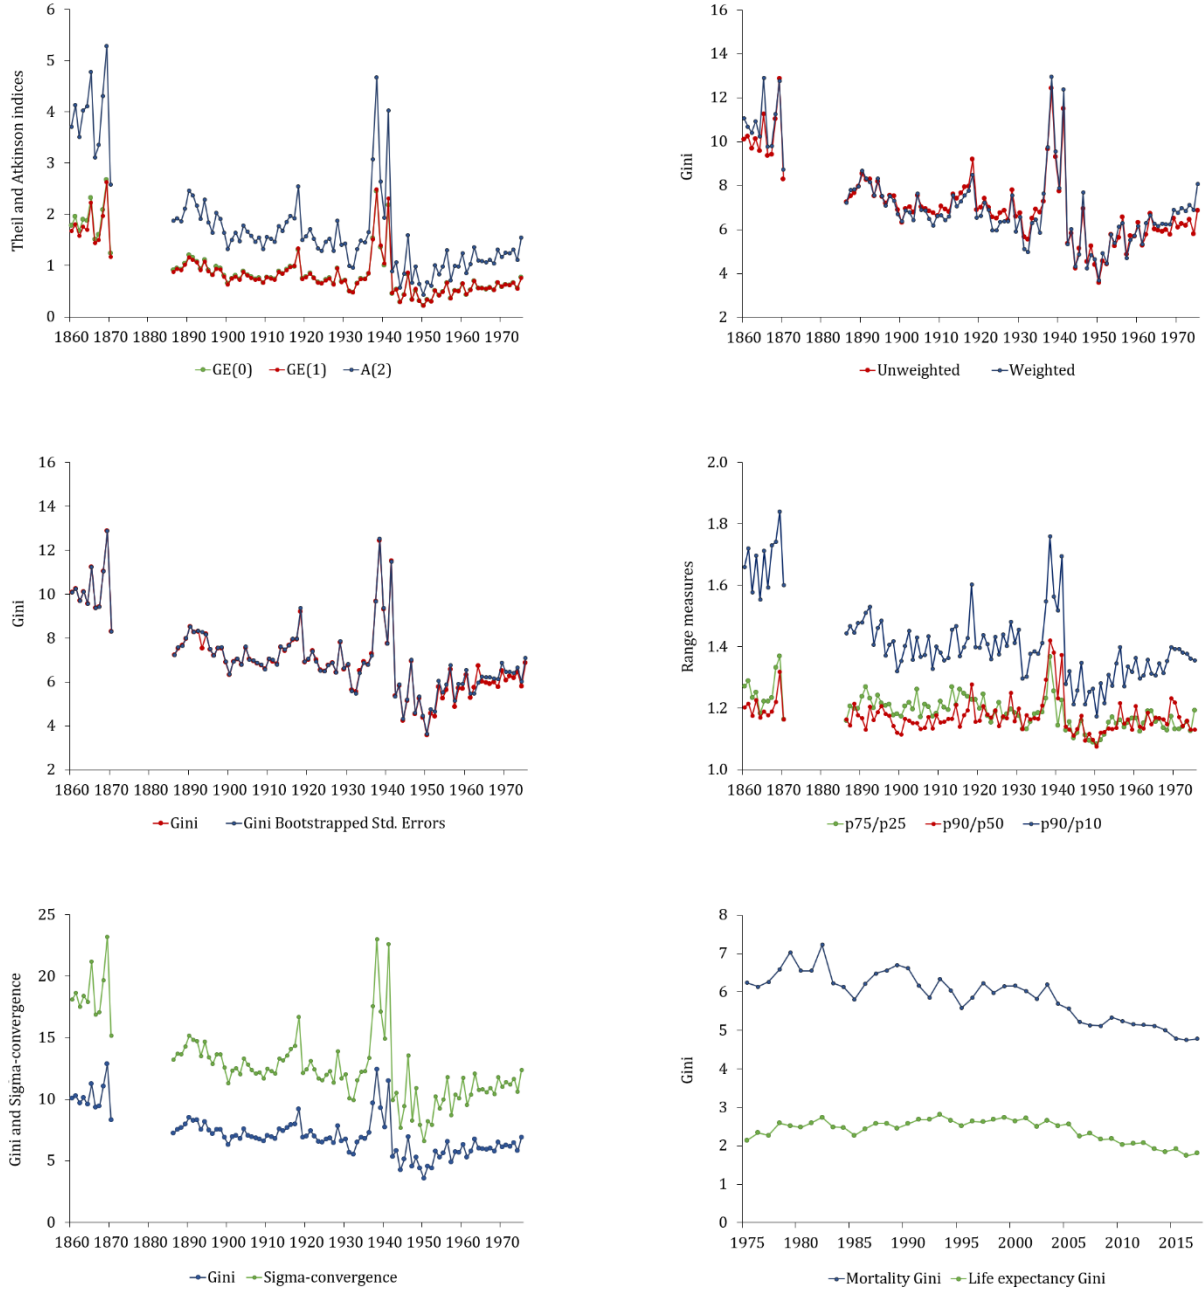 Theil and Atkinson indices
6
5
4
3
2
1
0
1860 1870 1880 1890 1900 1910 1920 1930 1940 1950 1960 1970
GE(0) GE(1) A(2)
Gini
16
14
12
10
8
6
4
2
1860 1870 1880 1890 1900 1910 1920 1930 1940 1950 1960 1970
Unweighted Weighted
Gini
16
14
12
10
8
6
4
2
1860 1870 1880 1890 1900 1910 1920 1930 1940 1950 1960 1970
Gini Gini Bootstrapped Std. Errors
Range measures
2.0
1.8
1.6
1.4
1.2
1.0
1860 1870 1880 1890 1900 1910 1920 1930 1940 1950 1960 1970
p75/p25 p90/p50 p90/p10
Gini and Sigma-convergence
25
20
15
10
5
0
1860 1870 1880 1890 1900 1910 1920 1930 1940 1950 1960 1970
Gini Sigma-convergence
Gini
8
7
6
5
4
3
2
1
0
1975 1980 1985 1990 1995 2000 2005 2010 2015
Mortality Gini Life expectancy Gini